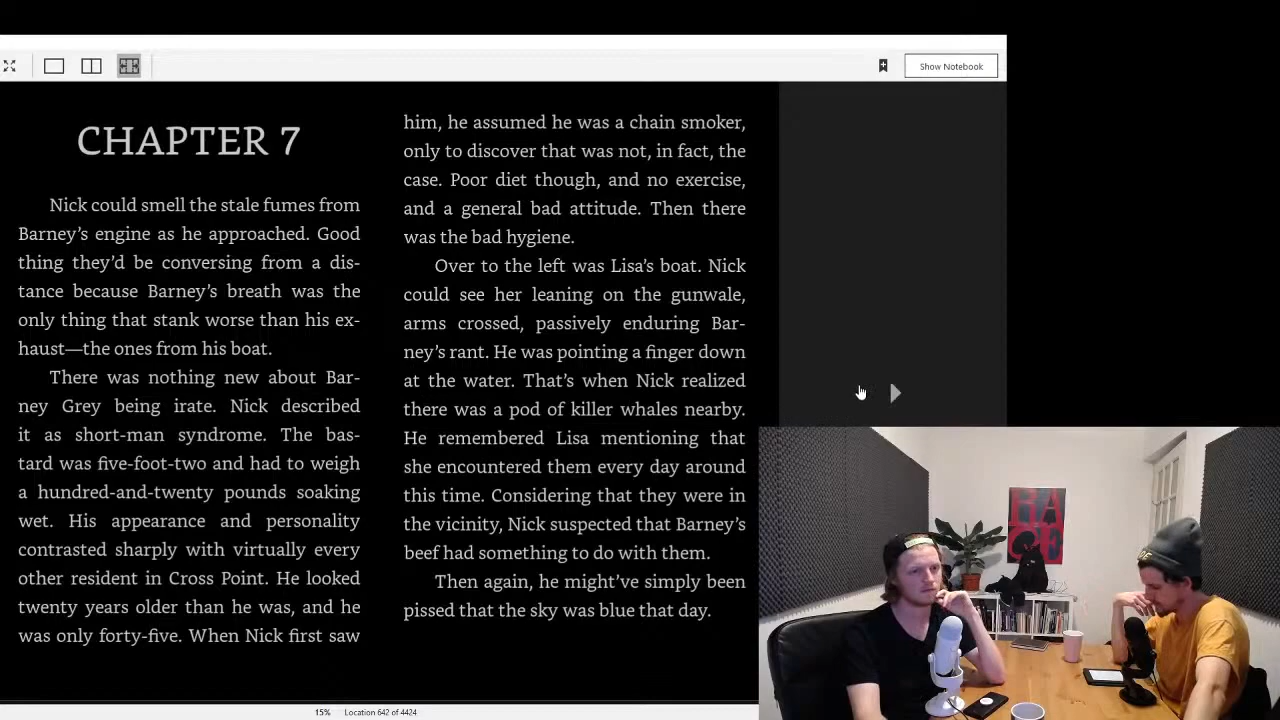 Show Notebook
CHAPTER 7
Nick could smell the stale fumes from
Barney’s engine as he approached. Good
thing they’d be conversing from a dis-
tance because Barney’s breath was the
only thing that stank worse than his ex-
haust—the ones from his boat.
There was nothing new about Bar-
ney Grey being irate. Nick described
it as short-man syndrome. The bas-
tard was five-foot-two and had to weigh
a hundred-and-twenty pounds soaking
wet. His appearance and personality
contrasted sharply with virtually every
other resident in Cross Point. He looked
twenty years older than he was, and he
was only forty-five. When Nick first saw
him, he assumed he was a chain smoker,
only to discover that was not, in fact, the
case. Poor diet though, and no exercise,
and a general bad attitude. Then there
was the bad hygiene.
Over to the left was Lisa’s boat. Nick
could see her leaning on the gunwale,
arms crossed, passively enduring Bar-
ney’s rant. He was pointing a finger down
at the water. That’s when Nick realized
there was a pod of killer whales nearby.
He remembered Lisa mentioning that
she encountered them every day around
this time. Considering that they were in
the vicinity, Nick suspected that Barney’s
beef had something to do with them.
Then again, he might’ve simply been
pissed that the sky was blue that day.
15% Location 642 of 4424